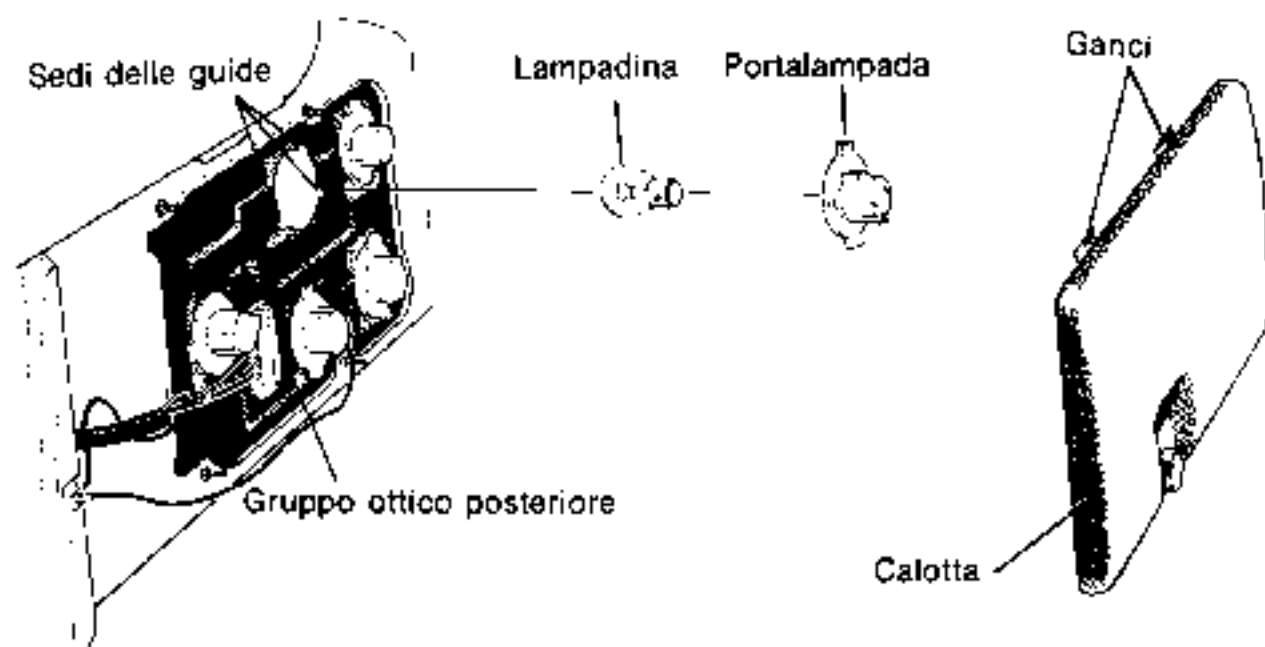 Sedi delle guide
Lampadina
Portalampada
Ganci
Gruppo ottico posteriore
Calotta